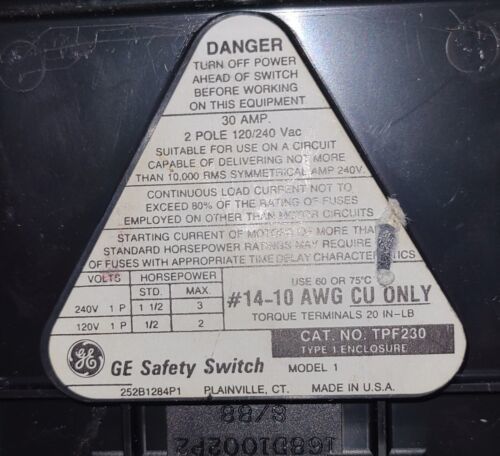 DANGER
TURN OFF POWER
AHEAD OF SWITCH
BEFORE WORKING
ON THIS EQUIPMENT
30 AMP.
2 POLE 120/240 Vac
SUITABLE FOR USE ON A CIRCUIT
CAPABLE OF DELIVERING NOT MORE
THAN 10,000 RMS SYMMETRICAL AMP 240V.
CONTINUOUS LOAD CURRENT NOT TO
EXCEED 80% OF THE RATING OF FUSES
EMPLOYED ON OTHER THAN MOTOR CIRCUITS
STARTING CURRENT OF MOTORS OF MORE THAN
STANDARD HORSEPOWER RATINGS MAY REQUIRE
OF FUSES WITH APPROPRIATE TIME DELAY CHARACTERISTICS
VOLTS HORSEPOWER
STD. MAX.
240V 1 P 1 1/2 3
120V 1 P 1/2 2
USE 60 OR 75°C
#14-10 AWG CU ONLY
TORQUE TERMINALS 20 IN-LB
CAT. NO. TPF230
TYPE 1 ENCLOSURE
GE GE Safety Switch MODEL 1
252B1284P1 PLAINVILLE, CT. MADE IN U.S.A.
8/88
168D1002P2